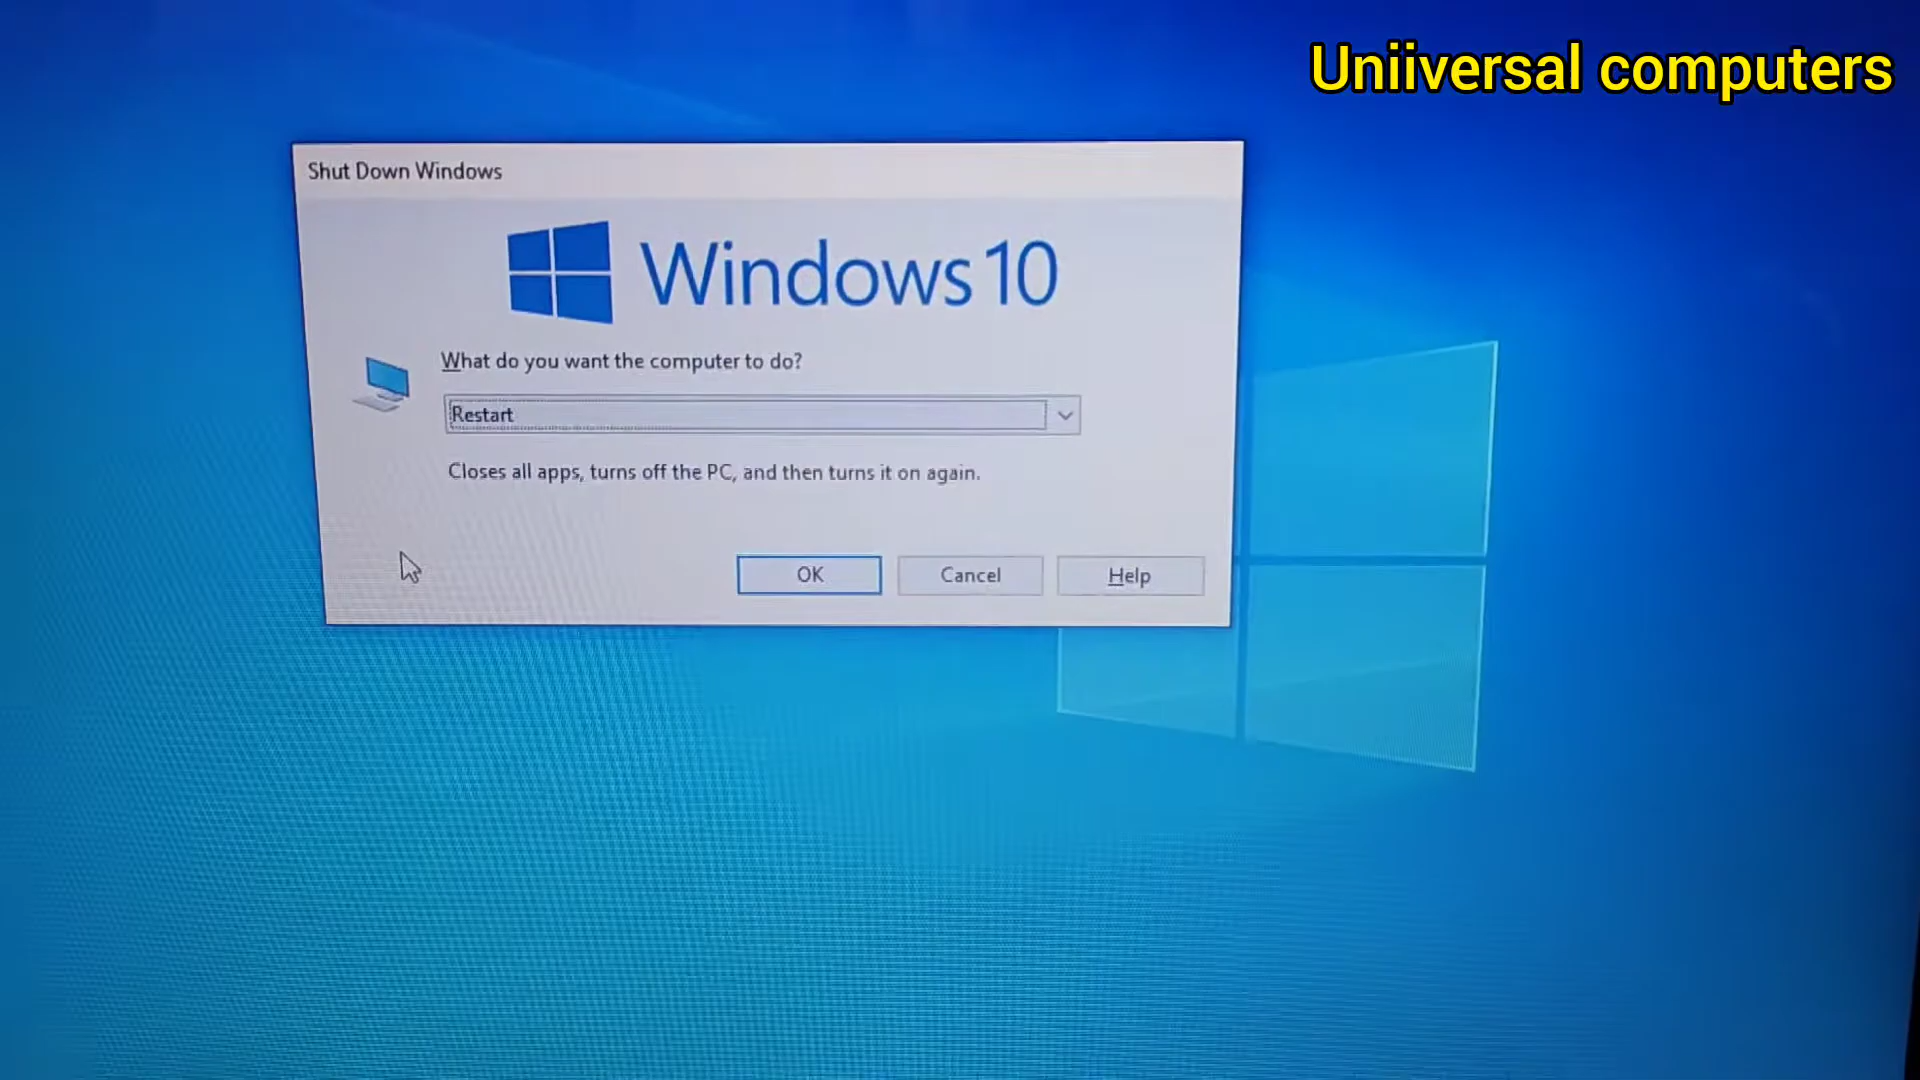 Uniiversal computers
Shut Down Windows
Windows 10
What do you want the computer to do?
Restart
Closes all apps, turns off the PC, and then turns it on again.
OK Cancel Help